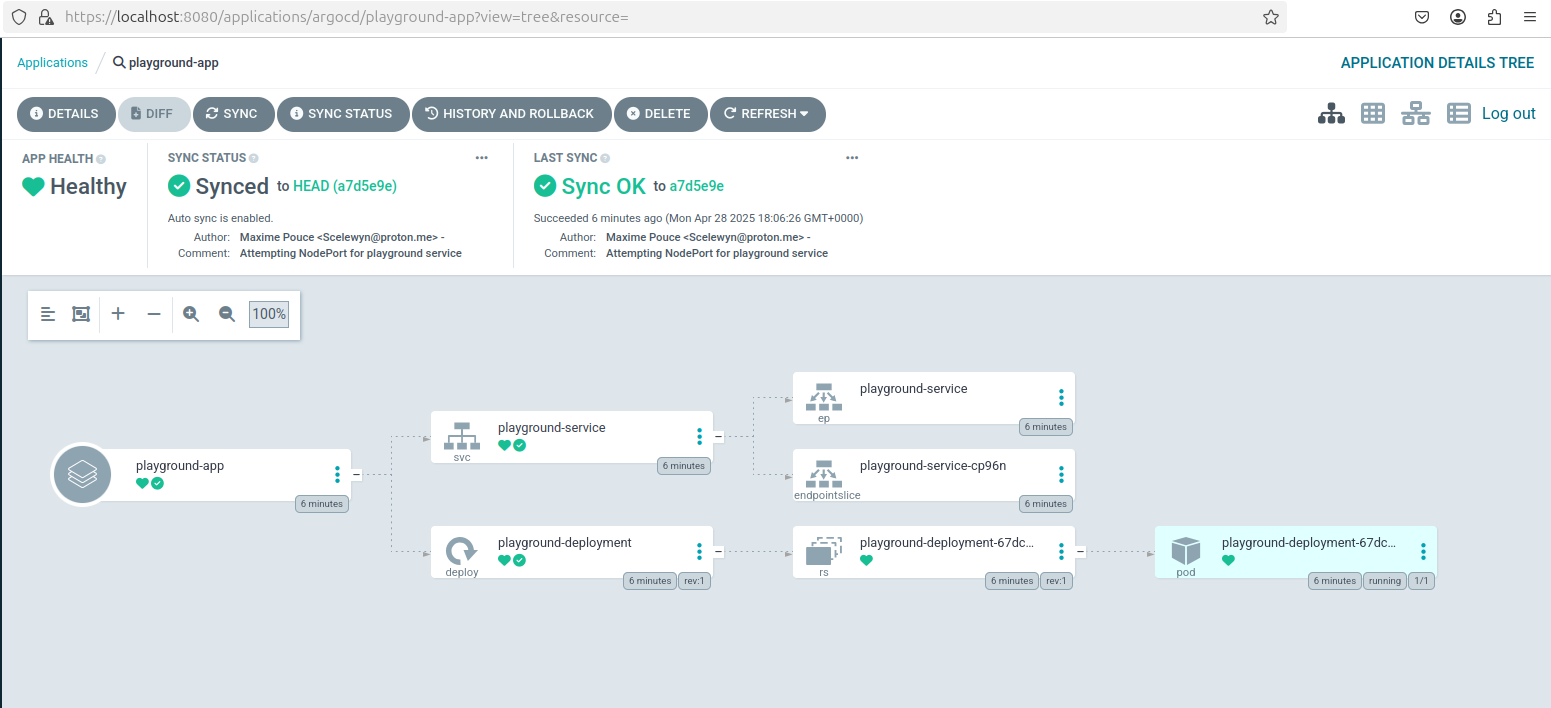 https://localhost:8080/applications/argocd/playground-app?view=tree&resource=
Applications / playground-app
APPLICATION DETAILS TREE
DETAILS DIFF SYNC SYNC STATUS HISTORY AND ROLLBACK DELETE REFRESH
Log out
APP HEALTH
Healthy
SYNC STATUS
Synced to HEAD (a7d5e9e)
Auto sync is enabled.
Author: Maxime Pouce <Scelewyn@proton.me> -
Comment: Attempting NodePort for playground service
LAST SYNC
Sync OK to a7d5e9e
Succeeded 6 minutes ago (Mon Apr 28 2025 18:06:26 GMT+0000)
Author: Maxime Pouce <Scelewyn@proton.me> -
Comment: Attempting NodePort for playground service
100%
playground-app
6 minutes
playground-service
svc
6 minutes
playground-deployment
deploy
6 minutes rev:1
playground-service
ep
6 minutes
playground-service-cp96n
endpointslice
6 minutes
playground-deployment-67dc...
rs
6 minutes rev:1
playground-deployment-67dc...
pod
6 minutes running 1/1